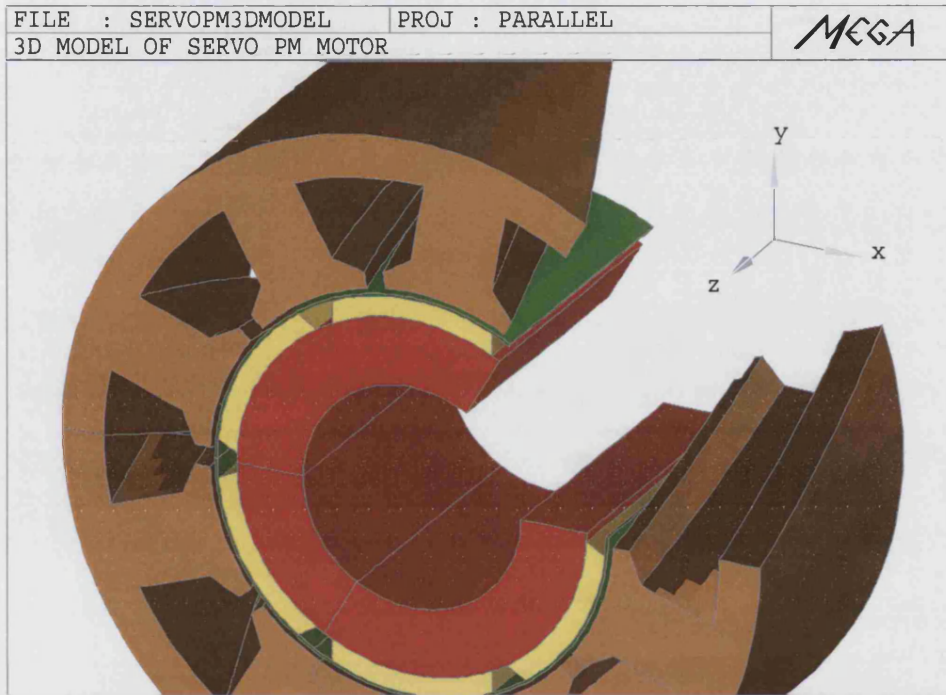 FILE : SERVOPM3DMODEL PROJ : PARALLEL
3D MODEL OF SERVO PM MOTOR
MEGA
y
x
z